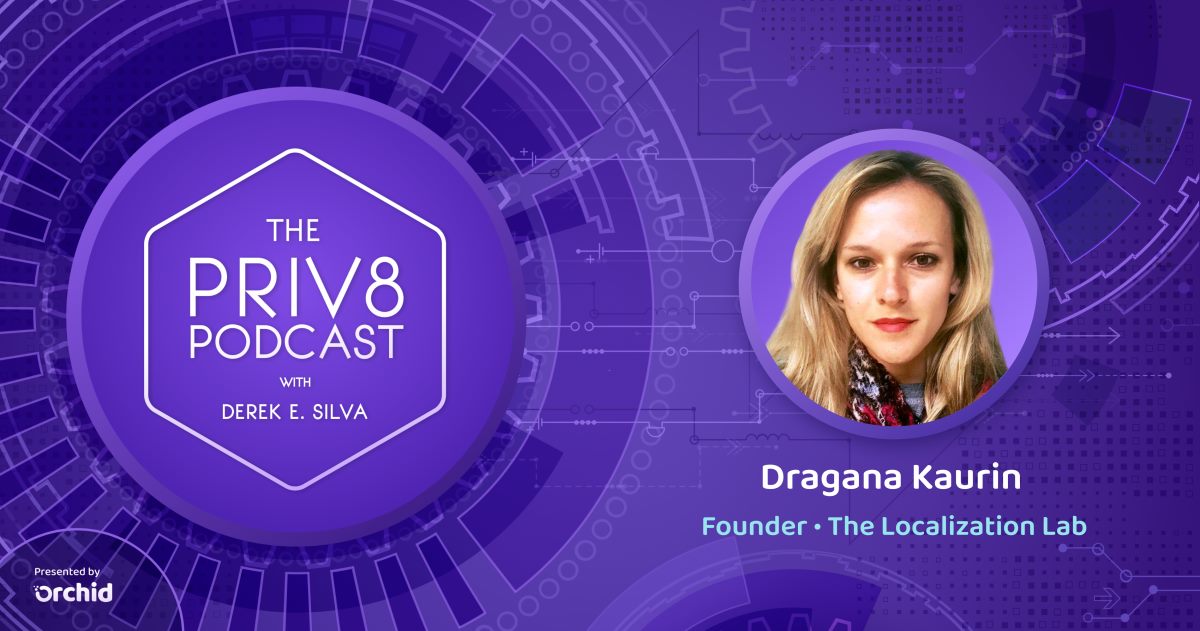 THE
PRIV8
PODCAST
WITH
DEREK E. SILVA
Dragana Kaurin
Founder • The Localization Lab
Presented by
Orchid